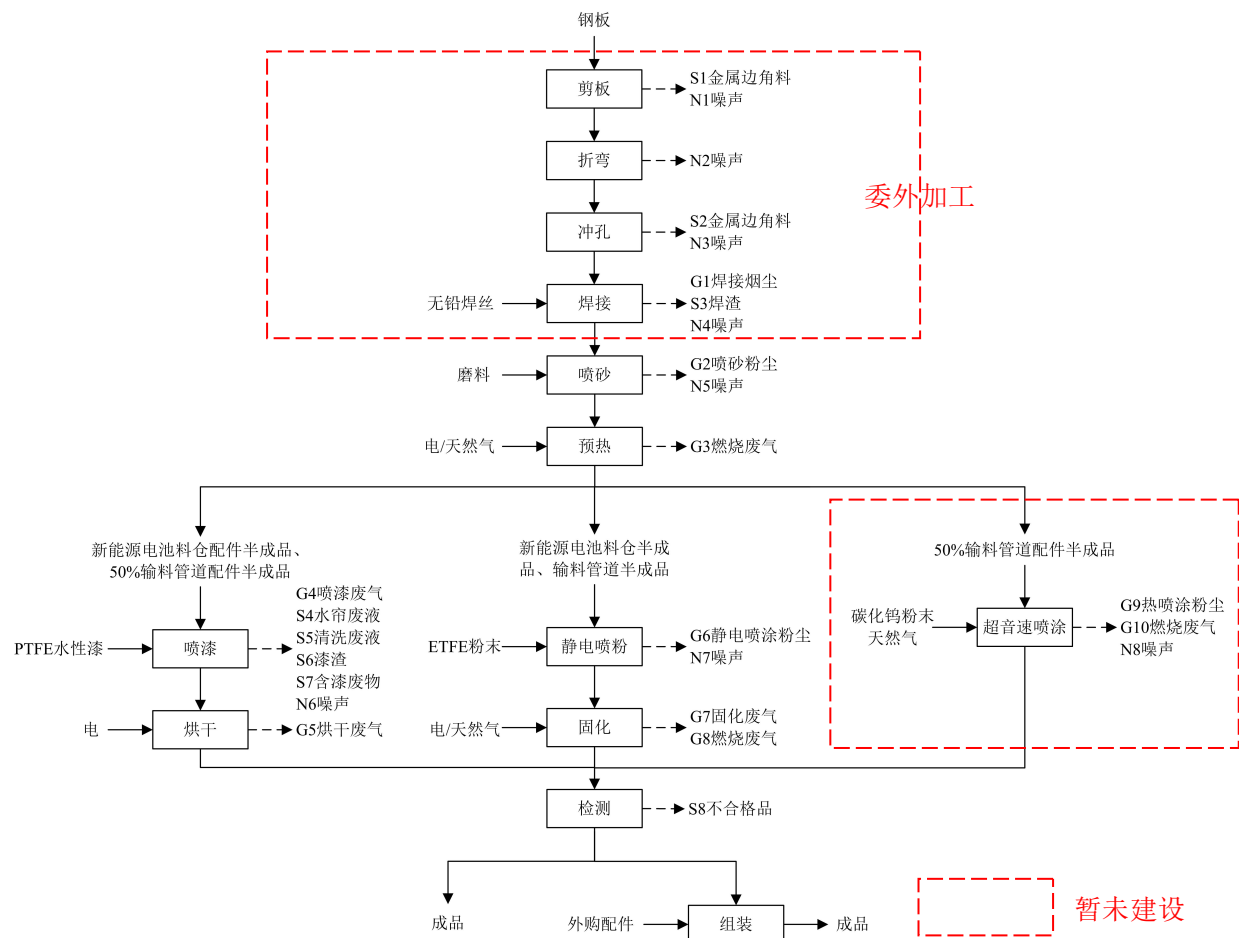 钢板
剪板
S1金属边角料
N1噪声
折弯
N2噪声
委外加工
冲孔
S2金属边角料
N3噪声
无铅焊丝
焊接
G1焊接烟尘
S3焊渣
N4噪声
磨料
喷砂
G2喷砂粉尘
N5噪声
电/天然气
预热
G3燃烧废气
新能源电池料仓配件半成品、
50%输料管道配件半成品
新能源电池料仓半成
品、输料管道半成品
50%输料管道配件半成品
PTFE水性漆
喷漆
G4喷漆废气
S4水帘废液
S5清洗废液
S6漆渣
S7含漆废物
N6噪声
ETFE粉末
静电喷粉
G6静电喷涂粉尘
N7噪声
碳化钨粉末
天然气
超音速喷涂
G9热喷涂粉尘
G10燃烧废气
N8噪声
电
烘干
G5烘干废气
电/天然气
固化
G7固化废气
G8燃烧废气
检测
S8不合格品
成品
外购配件
组装
成品
暂未建设